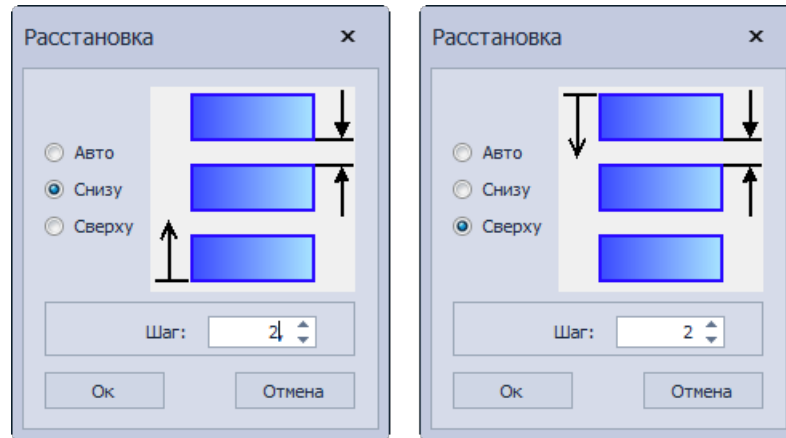 Расстановка x
Авто
Снизу
Сверху
Шаг: 2
Ок Отмена
Расстановка x
Авто
Снизу
Сверху
Шаг: 2
Ок Отмена